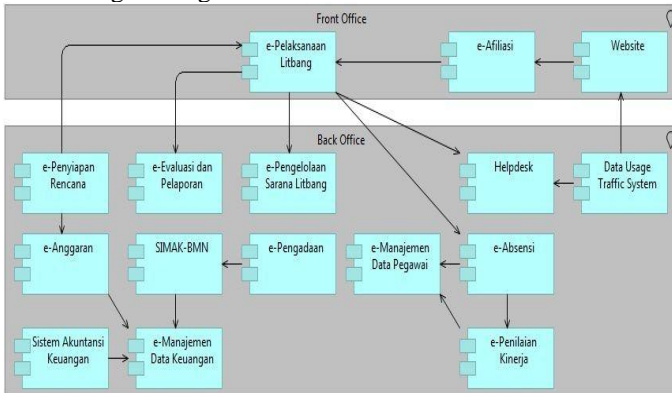 Front Office
e-Pelaksanaan
Litbang
e-Afiliasi
Website
Back Office
e-Penyiapan
Rencana
e-Evaluasi dan
Pelaporan
e-Pengelolaan
Sarana Litbang
Helpdesk
Data Usage
Traffic System
e-Anggaran
SIMAK-BMN
e-Pengadaan
e-Manajemen
Data Pegawai
e-Absensi
Sistem Akuntansi
Keuangan
e-Manajemen
Data Keuangan
e-Penilaian
Kinerja